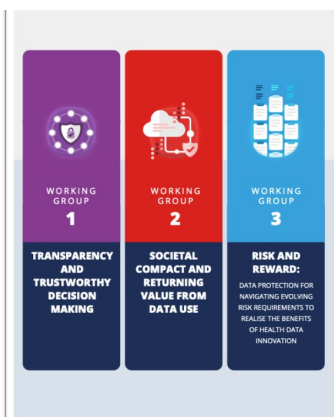 WORKING
GROUP
1
TRANSPARENCY
AND
TRUSTWORTHY
DECISION
MAKING
WORKING
GROUP
2
SOCIETAL
COMPACT AND
RETURNING
VALUE FROM
DATA USE
WORKING
GROUP
3
RISK AND
REWARD:
DATA PROTECTION FOR
NAVIGATING EVOLVING
RISK REQUIREMENTS TO
REALISE THE BENEFITS
OF HEALTH DATA
INNOVATION